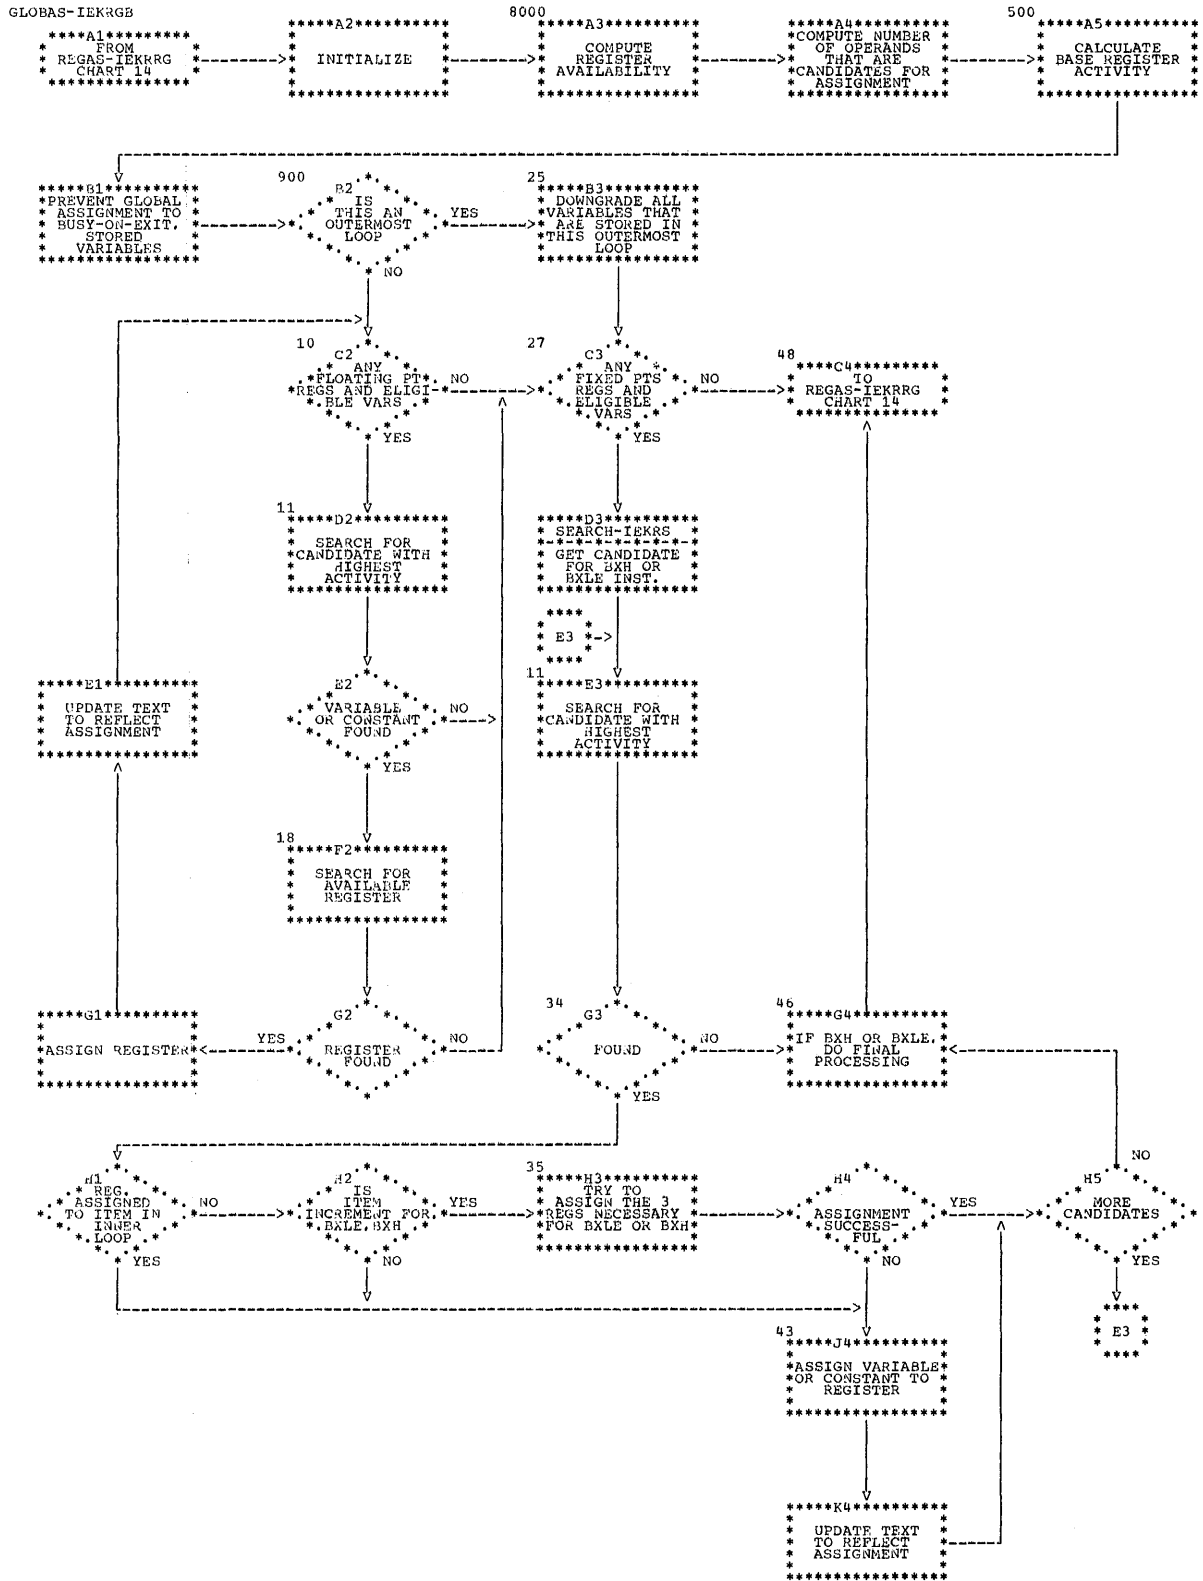 GLOBAS-IEKRGB
A1
FROM
REGAS-IEKRRG
CHART 14
A2
INITIALIZE
8000
A3
COMPUTE
REGISTER
AVAILABILITY
A4
COMPUTE NUMBER
OF OPERANDS
THAT ARE
CANDIDATES FOR
ASSIGNMENT
500
A5
CALCULATE
BASE REGISTER
ACTIVITY
B1
PREVENT GLOBAL
ASSIGNMENT TO
BUSY-ON-EXIT,
STORED
VARIABLES
900
B2
IS
THIS AN
OUTERMOST
LOOP
YES
NO
25
B3
DOWNGRADE ALL
VARIABLES THAT
ARE STORED IN
THIS OUTERMOST
LOOP
10
C2
ANY
FLOATING PT
REGS AND ELIGI-
BLE VARS
NO
YES
27
C3
ANY
FIXED PTS
REGS AND
ELIGIBLE
VARS
NO
YES
48
C4
TO
REGAS-IEKRRG
CHART 14
11
D2
SEARCH FOR
CANDIDATE WITH
HIGHEST
ACTIVITY
D3
SEARCH-IEKRS
GET CANDIDATE
FOR BXH OR
BXLE INST.
E3
E1
UPDATE TEXT
TO REFLECT
ASSIGNMENT
E2
VARIABLE
OR CONSTANT
FOUND
NO
YES
11
E3
SEARCH FOR
CANDIDATE WITH
HIGHEST
ACTIVITY
18
F2
SEARCH FOR
AVAILABLE
REGISTER
G1
ASSIGN REGISTER
YES
G2
REGISTER
FOUND
NO
34
G3
FOUND
NO
YES
46
G4
IF BXH OR BXLE,
DO FINAL
PROCESSING
H1
REG.
ASSIGNED
TO ITEM IN
INNER
LOOP
NO
YES
H2
IS
ITEM
INCREMENT FOR
BXLE,BXH
YES
NO
35
H3
TRY TO
ASSIGN THE 3
REGS NECESSARY
FOR BXLE OR BXH
H4
ASSIGNMENT
SUCCESS-
FUL
YES
NO
H5
MORE
CANDIDATES
NO
YES
E3
43
J4
ASSIGN VARIABLE
OR CONSTANT TO
REGISTER
K4
UPDATE TEXT
TO REFLECT
ASSIGNMENT